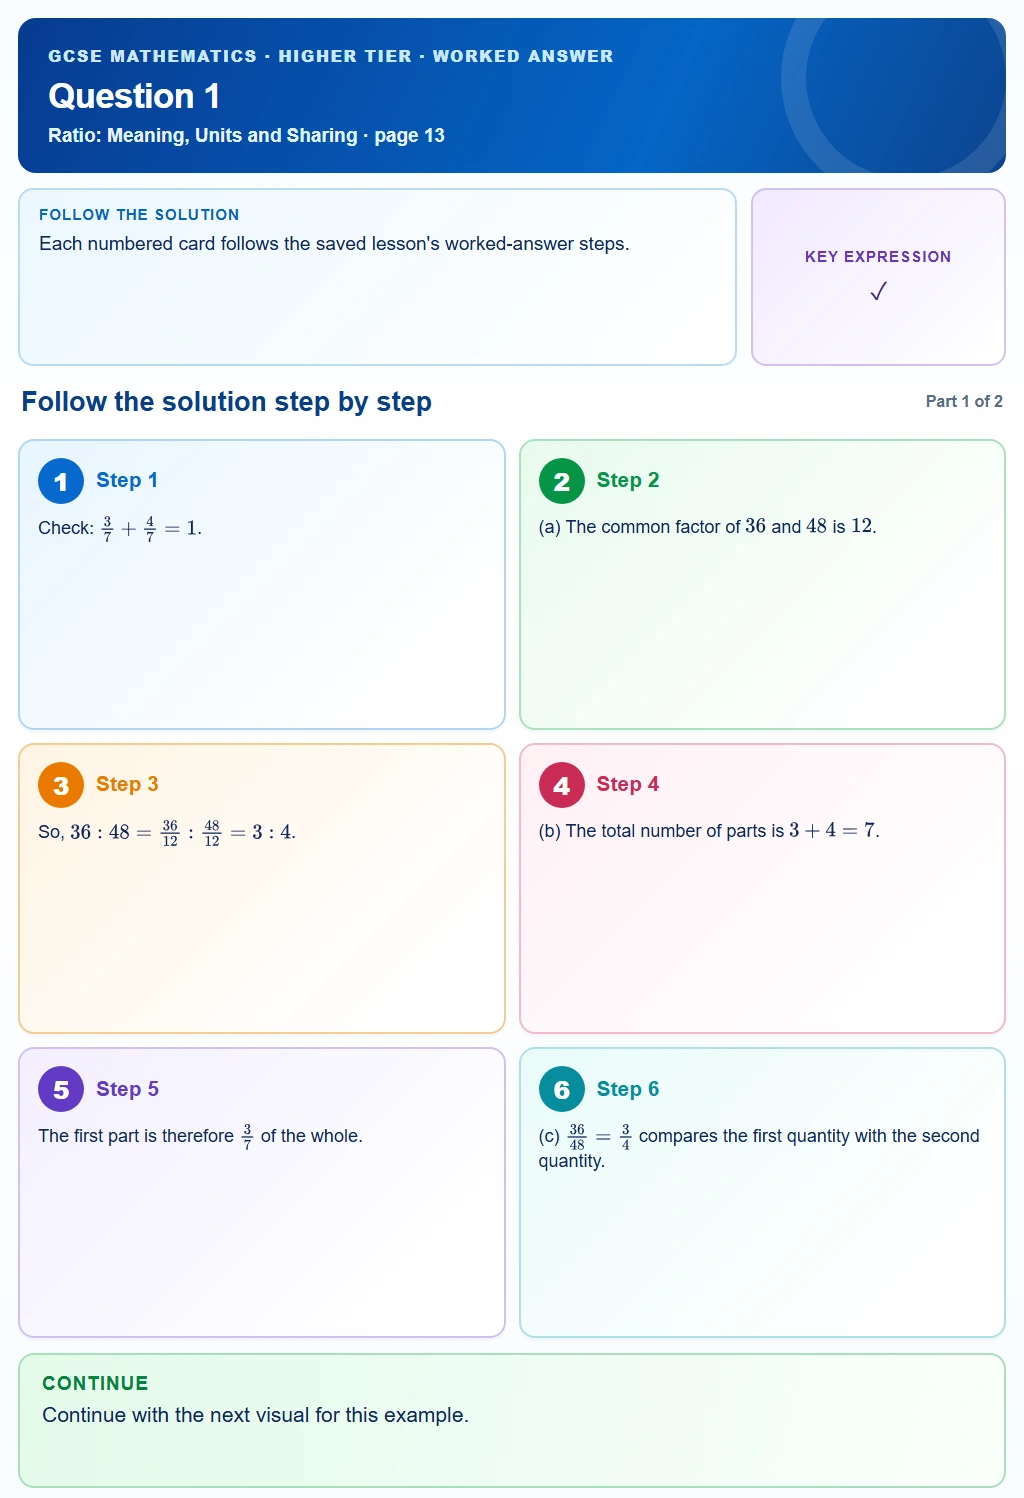 GCSE MATHEMATICS · HIGHER TIER · WORKED ANSWER
Question 1
Ratio: Meaning, Units and Sharing · page 13
FOLLOW THE SOLUTION
Each numbered card follows the saved lesson's worked-answer steps.
KEY EXPRESSION
✓
Follow the solution step by step
Part 1 of 2
1 Step 1
Check: 3/7 + 4/7 = 1.
2 Step 2
(a) The common factor of 36 and 48 is 12.
3 Step 3
So, 36 : 48 = 36/12 : 48/12 = 3 : 4.
4 Step 4
(b) The total number of parts is 3 + 4 = 7.
5 Step 5
The first part is therefore 3/7 of the whole.
6 Step 6
(c) 36/48 = 3/4 compares the first quantity with the second
quantity.
CONTINUE
Continue with the next visual for this example.